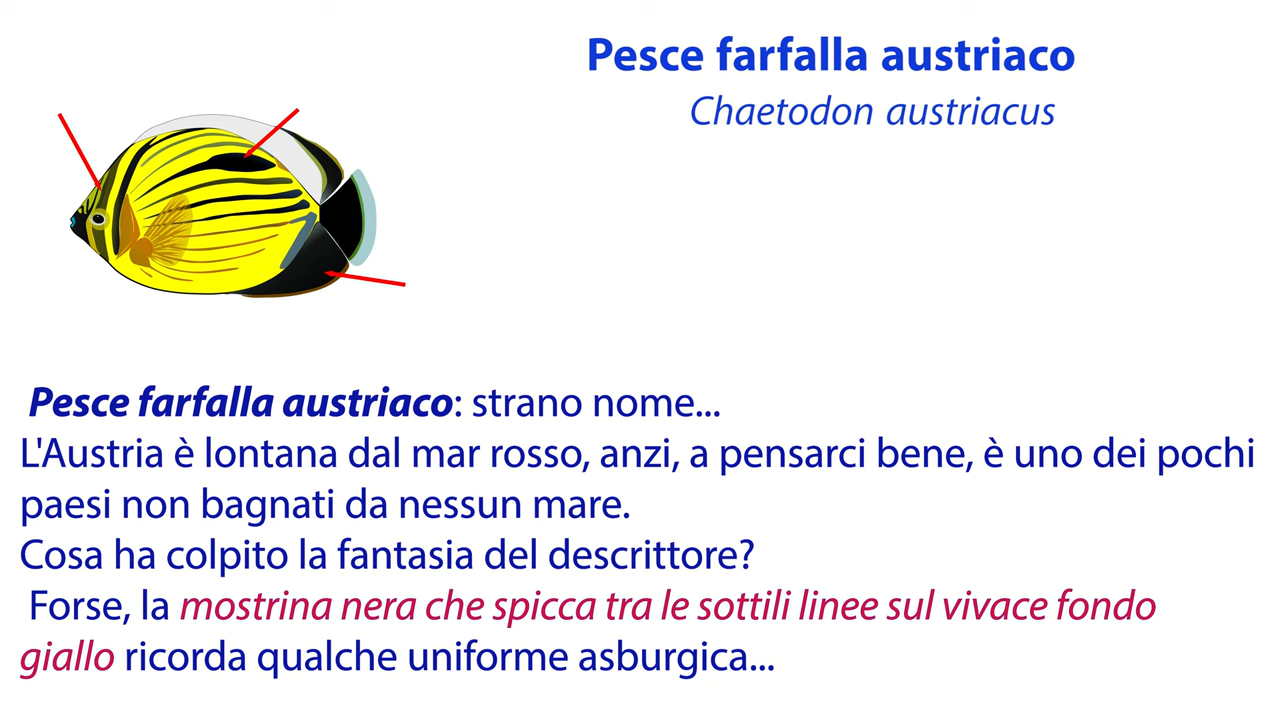 Pesce farfalla austriaco
Chaetodon austriacus
Pesce farfalla austriaco: strano nome...
L'Austria è lontana dal mar rosso, anzi, a pensarci bene, è uno dei pochi
paesi non bagnati da nessun mare.
Cosa ha colpito la fantasia del descrittore?
Forse, la mostrina nera che spicca tra le sottili linee sul vivace fondo
giallo ricorda qualche uniforme asburgica...